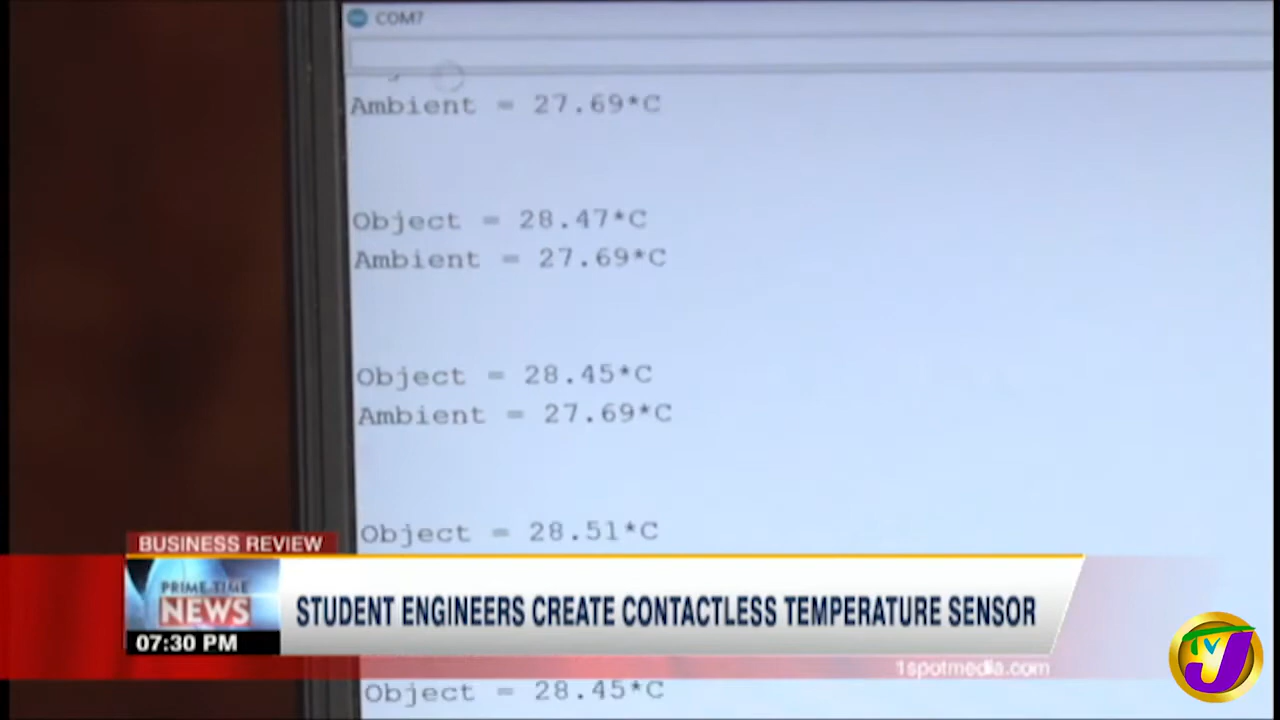 COM7
Ambient = 27.69*C
Object = 28.47*C
Ambient = 27.69*C
Object = 28.45*C
Ambient = 27.69*C
Object = 28.51*C
BUSINESS REVIEW
PRIME TIME
NEWS
07:30 PM
STUDENT ENGINEERS CREATE CONTACTLESS TEMPERATURE SENSOR
1spotmedia.com
TVJ
Object = 28.45*C